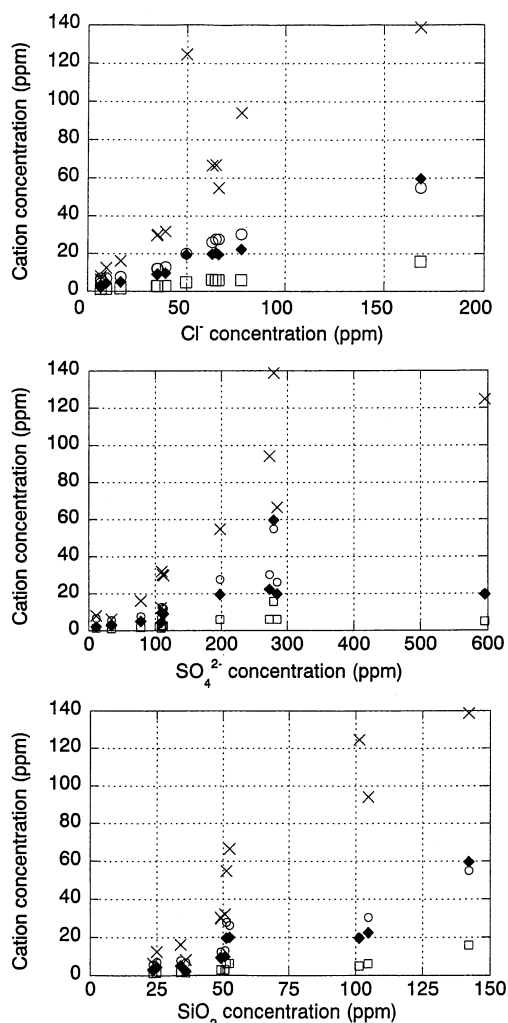 140
120
100
80
60
40
20
0
Cation concentration (ppm)
0 50 100 150 200
Cl⁻ concentration (ppm)
140
120
100
80
60
40
20
0
Cation concentration (ppm)
0 100 200 300 400 500 600
SO₄²⁻ concentration (ppm)
140
120
100
80
60
40
20
0
Cation concentration (ppm)
0 25 50 75 100 125 150
SiO₂ concentration (ppm)